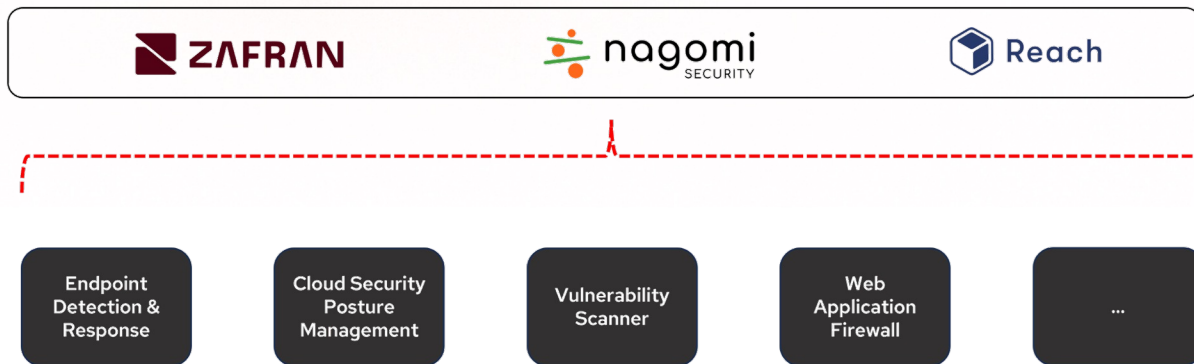 ZAFRAN
nagomi
SECURITY
Reach
Endpoint
Detection &
Response
Cloud Security
Posture
Management
Vulnerability
Scanner
Web
Application
Firewall
...